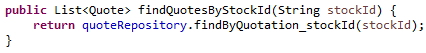 public List<Quote> findQuotesByStockId(String stockId) {
    return quoteRepository.findByQuotation_stockId(stockId);
}